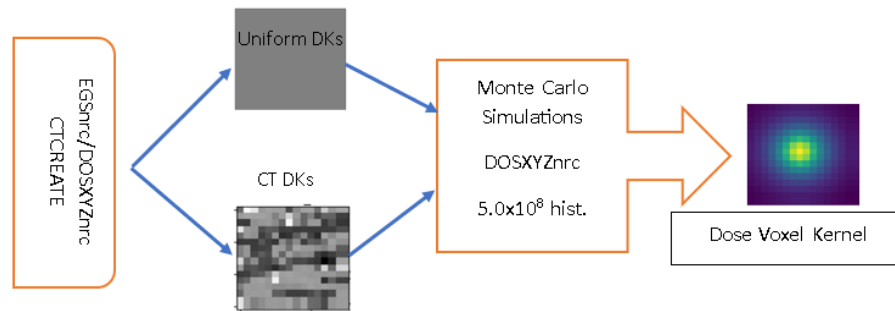 EGSnrc/DOSXYZnrc
CTCREATE
Uniform DKs
CT DKs
Monte Carlo
Simulations
DOSXYZnrc
5.0x10⁸ hist.
Dose Voxel Kernel